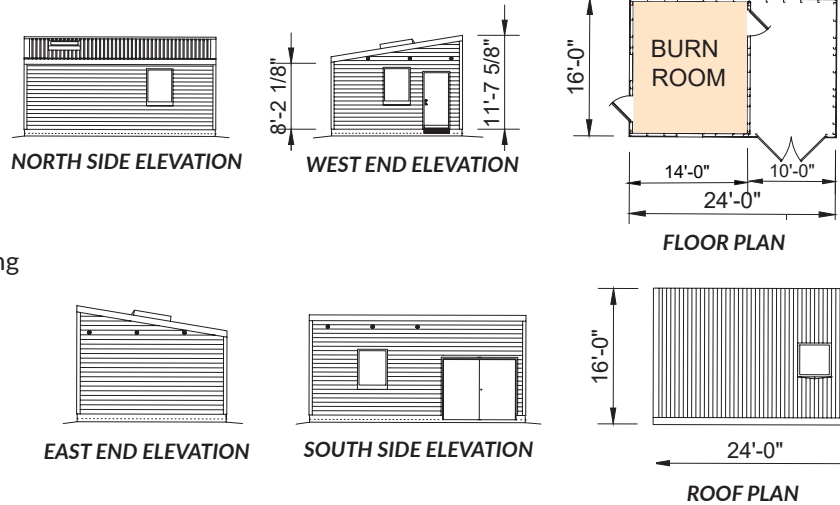 8'-2 1/8"
11'-7 5/8"
NORTH SIDE ELEVATION
WEST END ELEVATION
16'-0"
BURN
ROOM
14'-0"
10'-0"
24'-0"
FLOOR PLAN
EAST END ELEVATION
SOUTH SIDE ELEVATION
16'-0"
24'-0"
ROOF PLAN